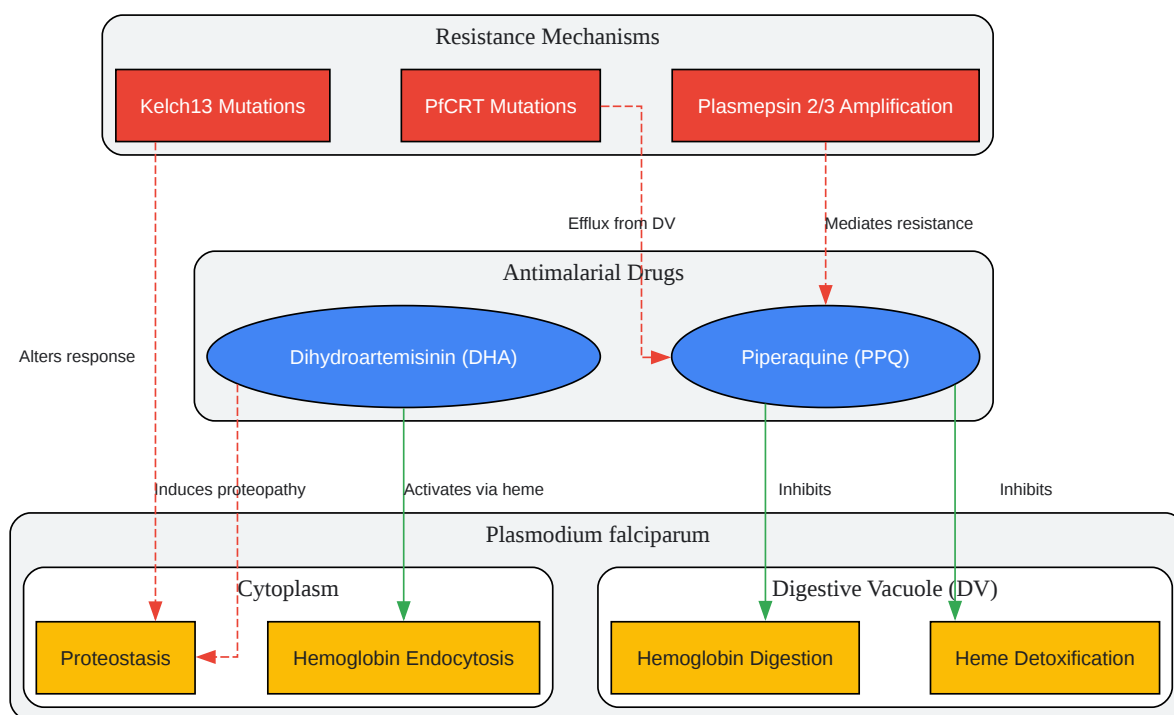 Resistance Mechanisms
Kelch13 Mutations
PfCRT Mutations
Plasmepsin 2/3 Amplification
Efflux from DV
Mediates resistance
Antimalarial Drugs
Alters response
Dihydroartemisinin (DHA)
Piperaquine (PPQ)
Induces proteopathy
Activates via heme
Inhibits
Inhibits
Plasmodium falciparum
Cytoplasm
Digestive Vacuole (DV)
Proteostasis
Hemoglobin Endocytosis
Hemoglobin Digestion
Heme Detoxification